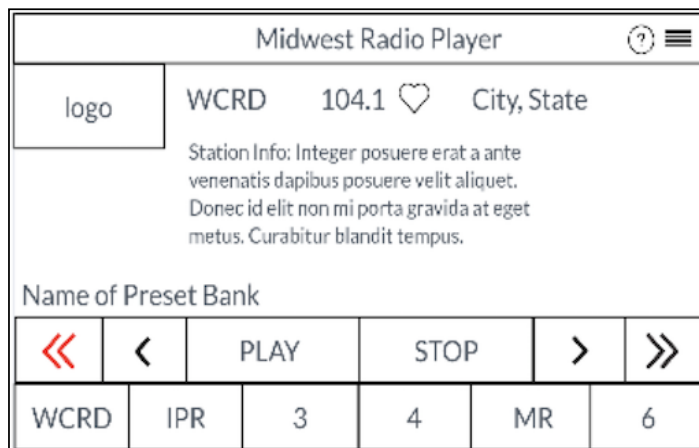 Midwest Radio Player ?
logo
WCRD 104.1 City, State
Station Info: Integer posuere erat a ante
venenatis dapibus posuere velit aliquet.
Donec id elit non mi porta gravida at eget
metus. Curabitur blandit tempus.
Name of Preset Bank
PLAY STOP
WCRD IPR 3 4 MR 6